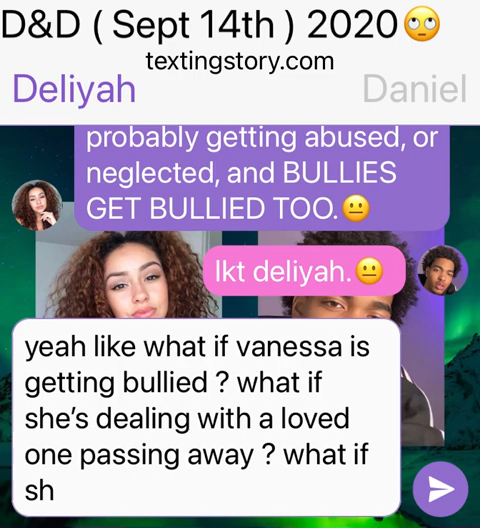 D&D ( Sept 14th ) 2020🙄
textingstory.com
Deliyah
Daniel
probably getting abused, or
neglected, and BULLIES
GET BULLIED TOO.😐
Ikt deliyah.😐
yeah like what if vanessa is
getting bullied ? what if
she’s dealing with a loved
one passing away ? what if
sh